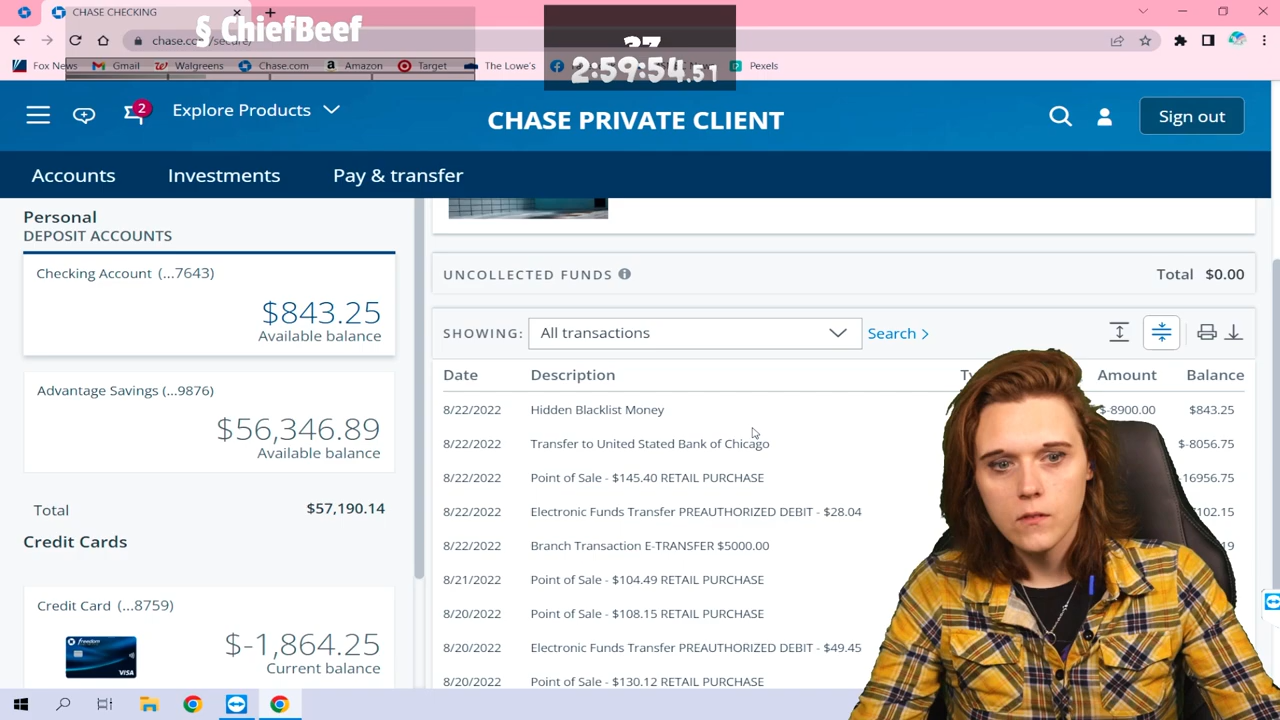 CHASE CHECKING
§ ChiefBeef
2:59:54.51
Fox News Gmail Walgreens Chase.com Amazon Target The Lowe's Pexels
2 Explore Products
CHASE PRIVATE CLIENT
Sign out
Accounts Investments Pay & transfer
Personal
DEPOSIT ACCOUNTS
Checking Account (...7643)
$843.25
Available balance
Advantage Savings (...9876)
$56,346.89
Available balance
Total $57,190.14
Credit Cards
Credit Card (...8759)
freedom
VISA
$-1,864.25
Current balance
UNCOLLECTED FUNDS Total $0.00
SHOWING: All transactions Search >
Date Description Amount Balance
8/22/2022 Hidden Blacklist Money $-8900.00 $843.25
8/22/2022 Transfer to United Stated Bank of Chicago $-8056.75
8/22/2022 Point of Sale - $145.40 RETAIL PURCHASE 16956.75
8/22/2022 Electronic Funds Transfer PREAUTHORIZED DEBIT - $28.04
8/22/2022 Branch Transaction E-TRANSFER $5000.00
8/21/2022 Point of Sale - $104.49 RETAIL PURCHASE
8/20/2022 Point of Sale - $108.15 RETAIL PURCHASE
8/20/2022 Electronic Funds Transfer PREAUTHORIZED DEBIT - $49.45
8/20/2022 Point of Sale - $130.12 RETAIL PURCHASE